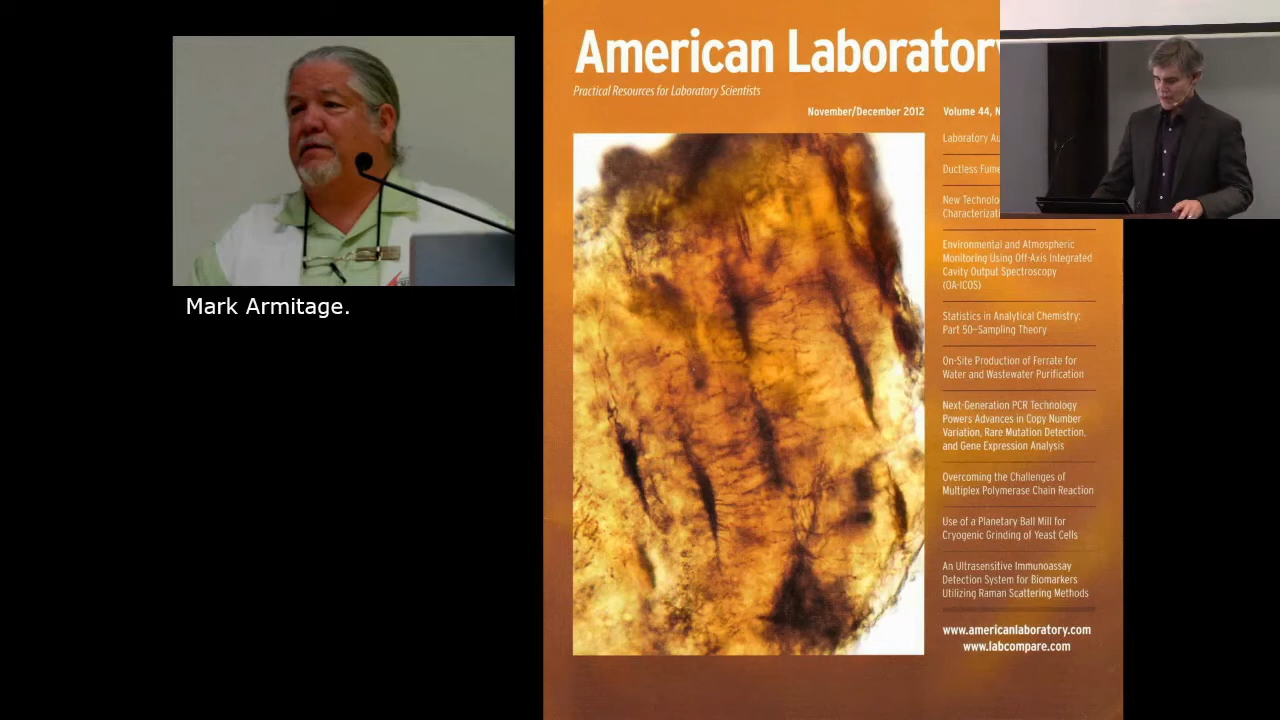 Mark Armitage.
American Laborator
Practical Resources for Laboratory Scientists
November/December 2012 Volume 44, N
Laboratory Au
Ductless Fume
New Technolo
Characterizati
Environmental and Atmospheric
Monitoring Using Off-Axis Integrated
Cavity Output Spectroscopy
(OA-ICOS)
Statistics in Analytical Chemistry:
Part 50—Sampling Theory
On-Site Production of Ferrate for
Water and Wastewater Purification
Next-Generation PCR Technology
Powers Advances in Copy Number
Variation, Rare Mutation Detection,
and Gene Expression Analysis
Overcoming the Challenges of
Multiplex Polymerase Chain Reaction
Use of a Planetary Ball Mill for
Cryogenic Grinding of Yeast Cells
An Ultrasensitive Immunoassay
Detection System for Biomarkers
Utilizing Raman Scattering Methods
www.americanlaboratory.com
www.labcompare.com